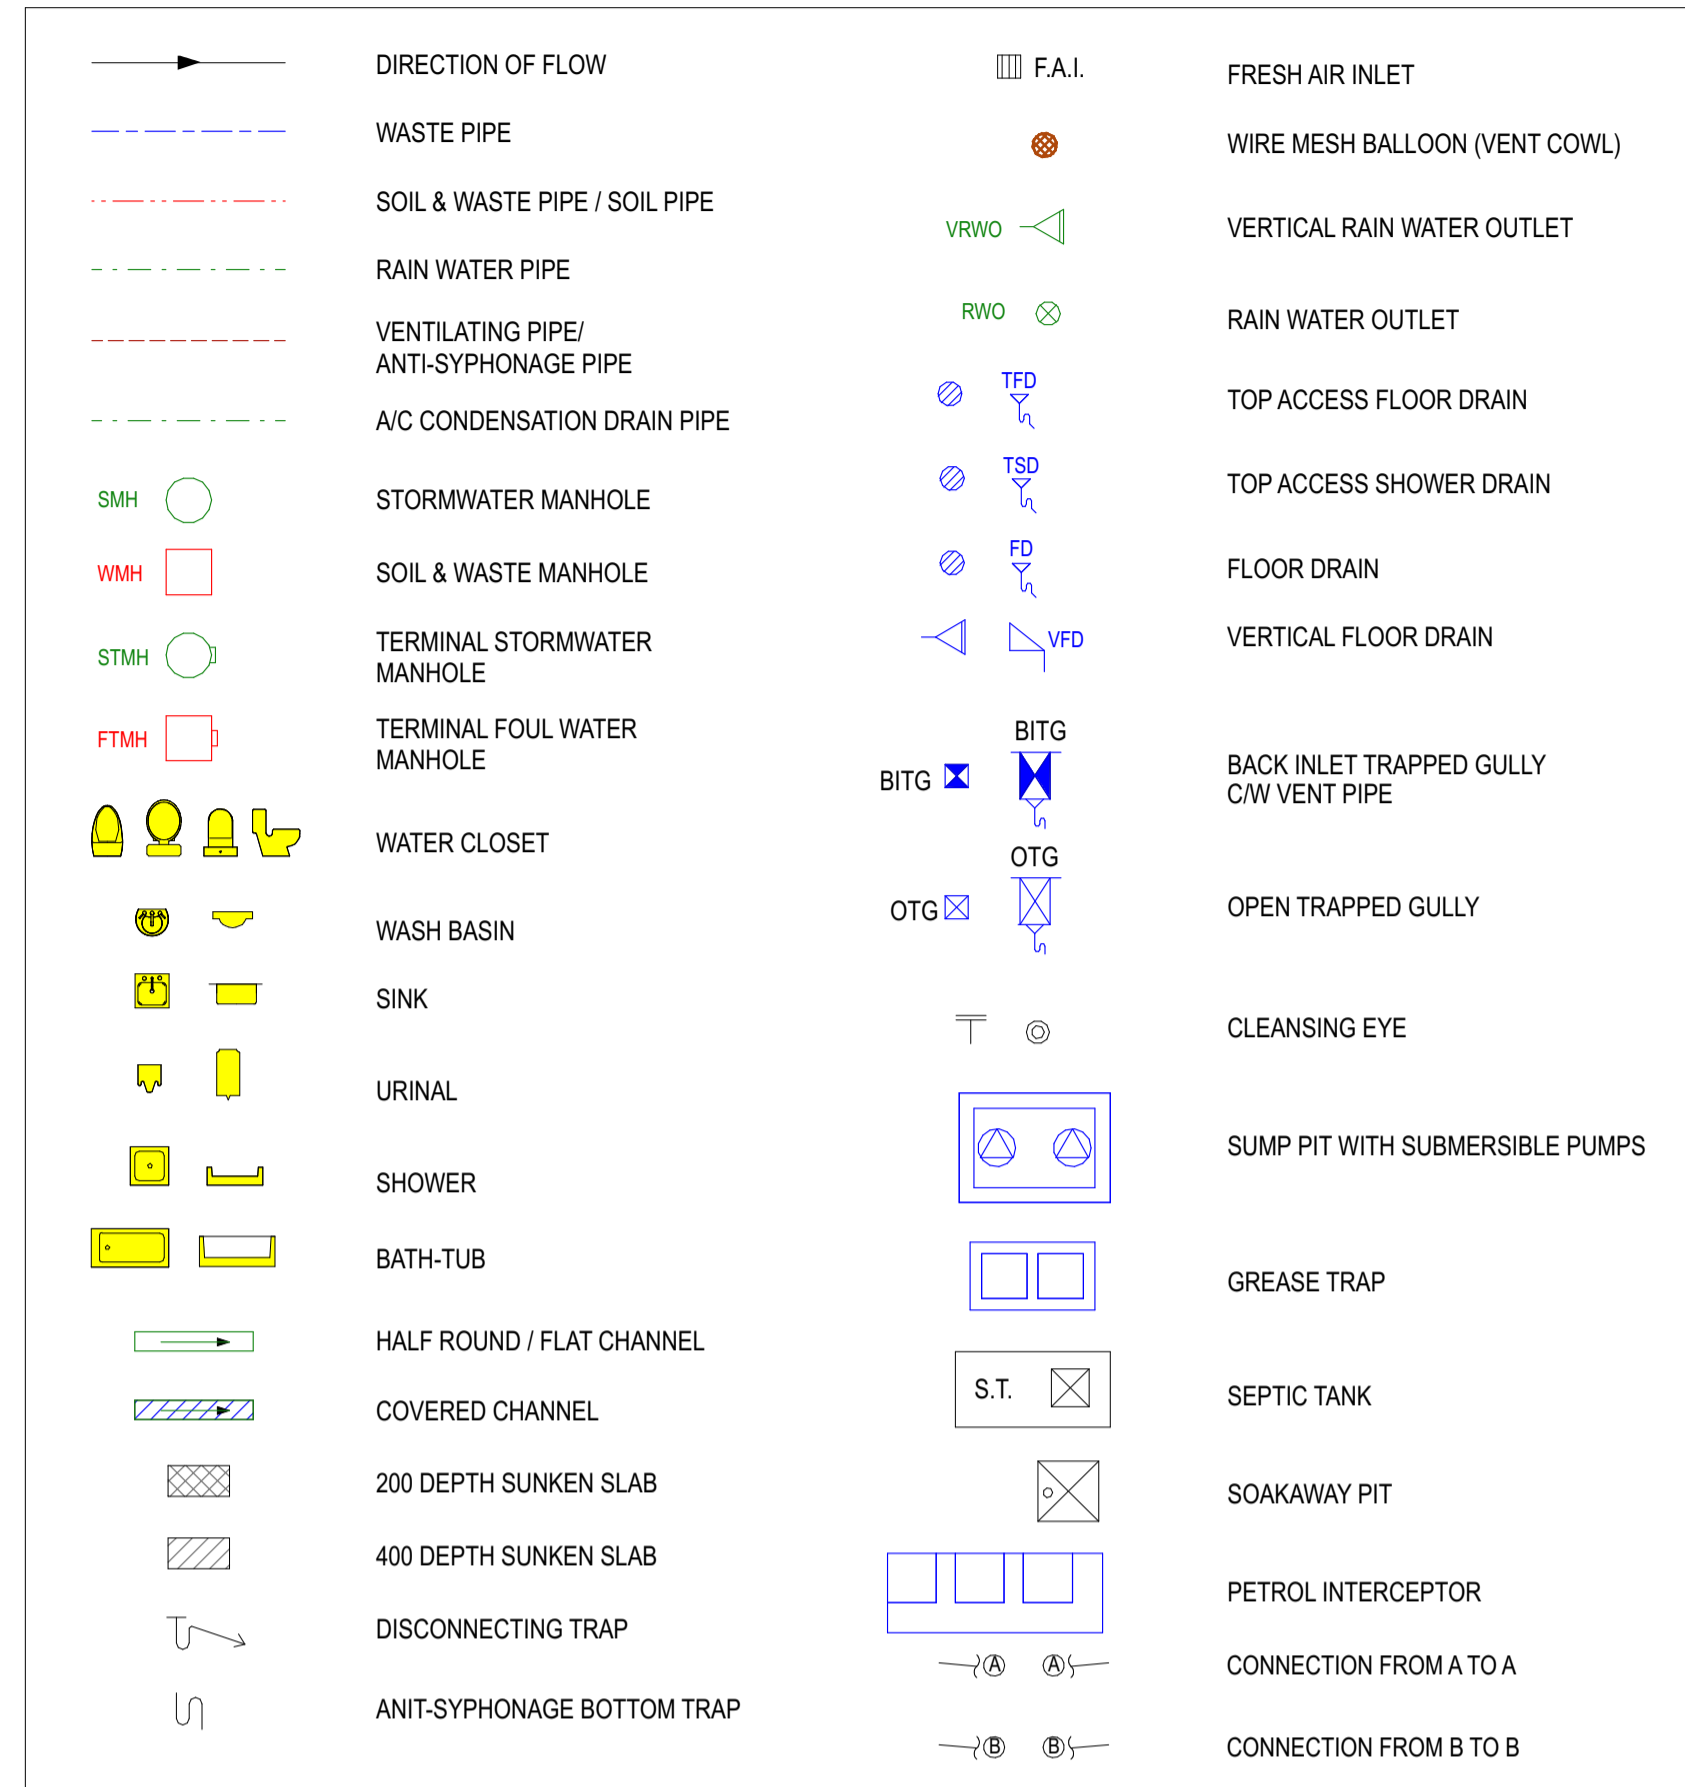 DIRECTION OF FLOW
WASTE PIPE
SOIL & WASTE PIPE / SOIL PIPE
RAIN WATER PIPE
VENTILATING PIPE/
ANTI-SYPHONAGE PIPE
A/C CONDENSATION DRAIN PIPE
SMH STORMWATER MANHOLE
WMH SOIL & WASTE MANHOLE
STMH TERMINAL STORMWATER
MANHOLE
FTMH TERMINAL FOUL WATER
MANHOLE
WATER CLOSET
WASH BASIN
SINK
URINAL
SHOWER
BATH-TUB
HALF ROUND / FLAT CHANNEL
COVERED CHANNEL
200 DEPTH SUNKEN SLAB
400 DEPTH SUNKEN SLAB
DISCONNECTING TRAP
ANIT-SYPHONAGE BOTTOM TRAP
F.A.I. FRESH AIR INLET
WIRE MESH BALLOON (VENT COWL)
VRWO VERTICAL RAIN WATER OUTLET
RWO RAIN WATER OUTLET
TFD
TOP ACCESS FLOOR DRAIN
TSD
TOP ACCESS SHOWER DRAIN
FD
FLOOR DRAIN
VFD VERTICAL FLOOR DRAIN
BITG
BITG BACK INLET TRAPPED GULLY
C/W VENT PIPE
OTG
OTG OPEN TRAPPED GULLY
CLEANSING EYE
SUMP PIT WITH SUBMERSIBLE PUMPS
GREASE TRAP
S.T. SEPTIC TANK
SOAKAWAY PIT
PETROL INTERCEPTOR
A A CONNECTION FROM A TO A
B B CONNECTION FROM B TO B